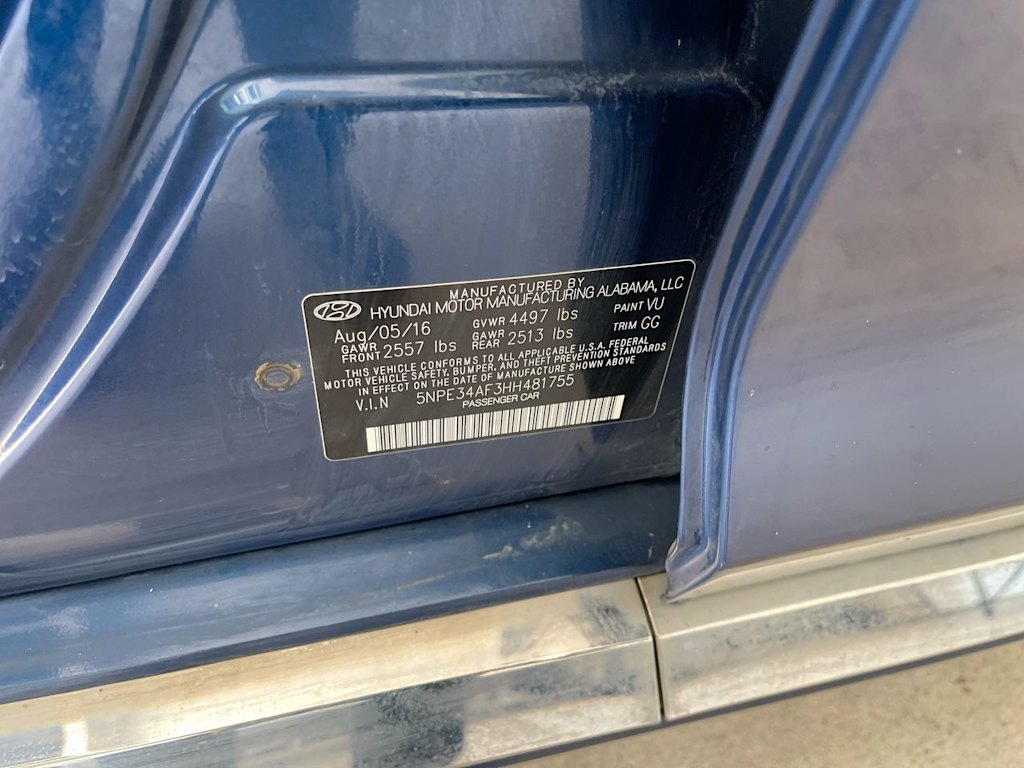 MANUFACTURED BY
HYUNDAI MOTOR MANUFACTURING ALABAMA, LLC
Aug/05/16 GVWR 4497 lbs PAINT VU
GAWR FRONT 2557 lbs GAWR REAR 2513 lbs TRIM GG
THIS VEHICLE CONFORMS TO ALL APPLICABLE U.S.A. FEDERAL
MOTOR VEHICLE SAFETY, BUMPER, AND THEFT PREVENTION STANDARDS
IN EFFECT ON THE DATE OF MANUFACTURE SHOWN ABOVE
V.I.N 5NPE34AF3HH481755
PASSENGER CAR